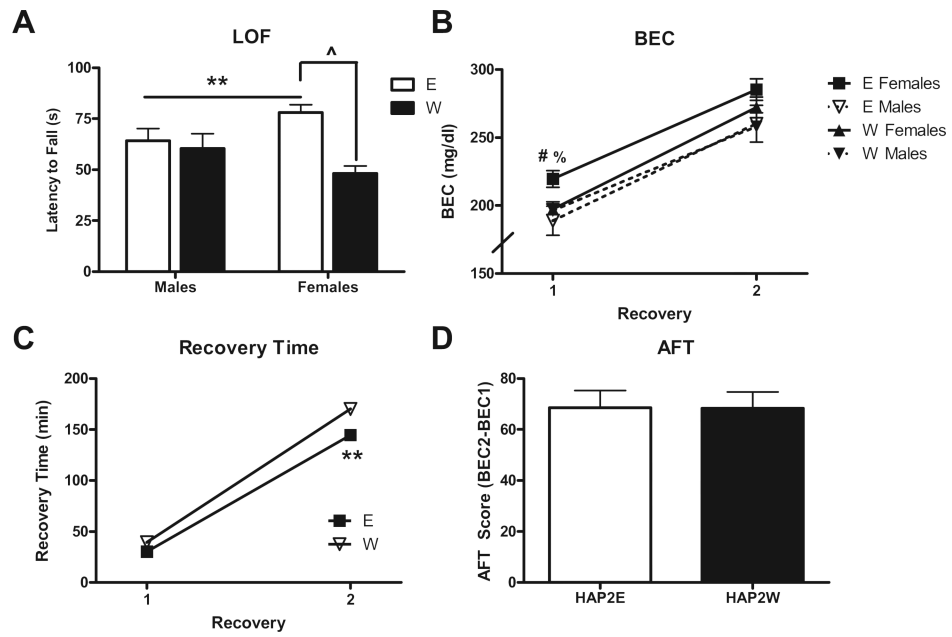 A
LOF
Latency to Fall (s)
100
75
50
25
0
**
^
E
W
Males
Females
B
BEC
BEC (mg/dl)
300
250
200
150
# %
1
2
Recovery
E Females
E Males
W Females
W Males
C
Recovery Time
Recovery Time (min)
200
150
100
50
0
**
E
W
1
2
Recovery
D
AFT
AFT Score (BEC2-BEC1)
80
60
40
20
0
HAP2E
HAP2W